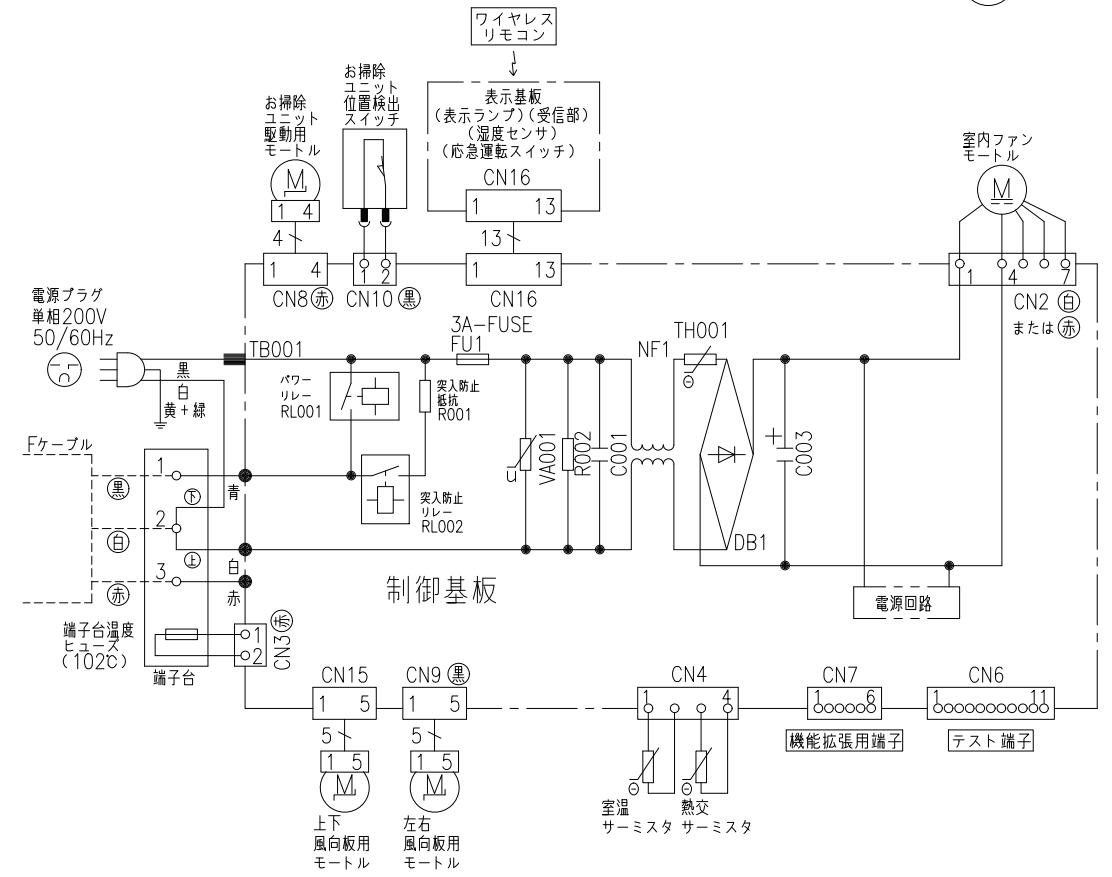 ワイヤレス
リモコン
お掃除
ユニット
位置検出
スイッチ
お掃除
ユニット
駆動用
モートル
M
1 4
4
表示基板
(表示ランプ)(受信部)
(湿度センサ)
(応急運転スイッチ)
CN16
1 13
13
室内ファン
モートル
M
1 4
CN8 赤
1 2
CN10 黒
1 13
CN16
1 4 7
CN2 白
または 赤
電源プラグ
単相200V
50/60Hz
黒
白
黄+緑
TB001
パワー
リレー
RL001
突入防止
抵抗
R001
3A-FUSE
FU1
突入防止
リレー
RL002
u
VA001
R002
C001
NF1
TH001
DB1
+
C003
電源回路
Fケーブル
黒
白
赤
1
2
3
下
上
青
白
赤
制御基板
端子台温度
ヒューズ
(102℃)
端子台
1
2
CN3 赤
CN15
1 5
5
1 5
M
上下
風向板用
モートル
CN9 黒
1 5
5
1 5
M
左右
風向板用
モートル
CN4
1 4
室温
サーミスタ
熱交
サーミスタ
CN7
1 6
機能拡張用端子
CN6
1 11
テスト端子